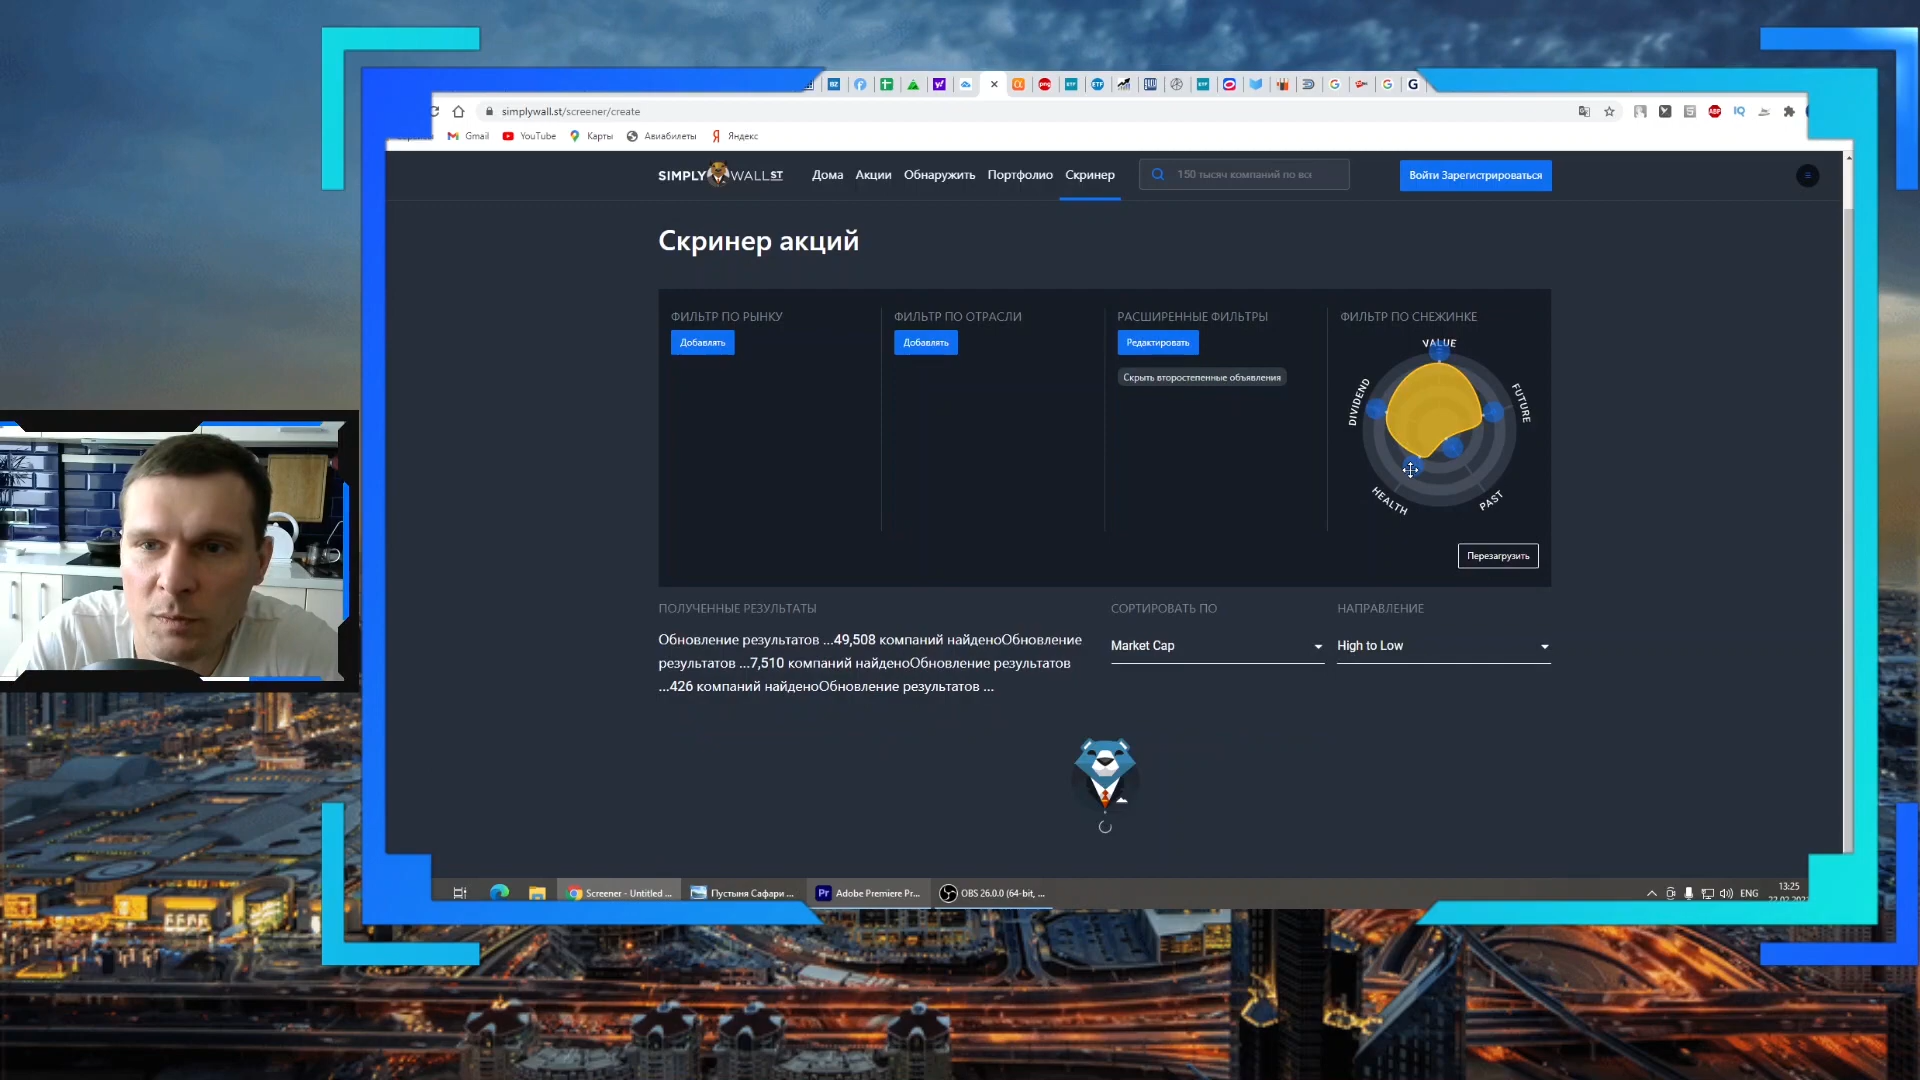 simplywall.st/screener/create
Gmail YouTube Карты Авиабилеты Яндекс
SIMPLY WALLST Дома Акции Обнаружить Портфолио Скринер 150 тысяч компаний по всі Войти Зарегистрироваться
Скринер акций
ФИЛЬТР ПО РЫНКУ ФИЛЬТР ПО ОТРАСЛИ РАСШИРЕННЫЕ ФИЛЬТРЫ ФИЛЬТР ПО СНЕЖИНКЕ
Добавлять Добавлять Редактировать
Скрыть второстепенные объявления
VALUE
FUTURE
PAST
HEALTH
DIVIDEND
Перезагрузить
ПОЛУЧЕННЫЕ РЕЗУЛЬТАТЫ СОРТИРОВАТЬ ПО НАПРАВЛЕНИЕ
Обновление результатов ...49,508 компаний найденоОбновление
результатов ...7,510 компаний найденоОбновление результатов
...426 компаний найденоОбновление результатов ...
Market Cap High to Low
Screener - Untitled ... Пустыня Сафари ... Pr Adobe Premiere Pr... OBS 26.0.0 (64-bit, ... ENG 13:25